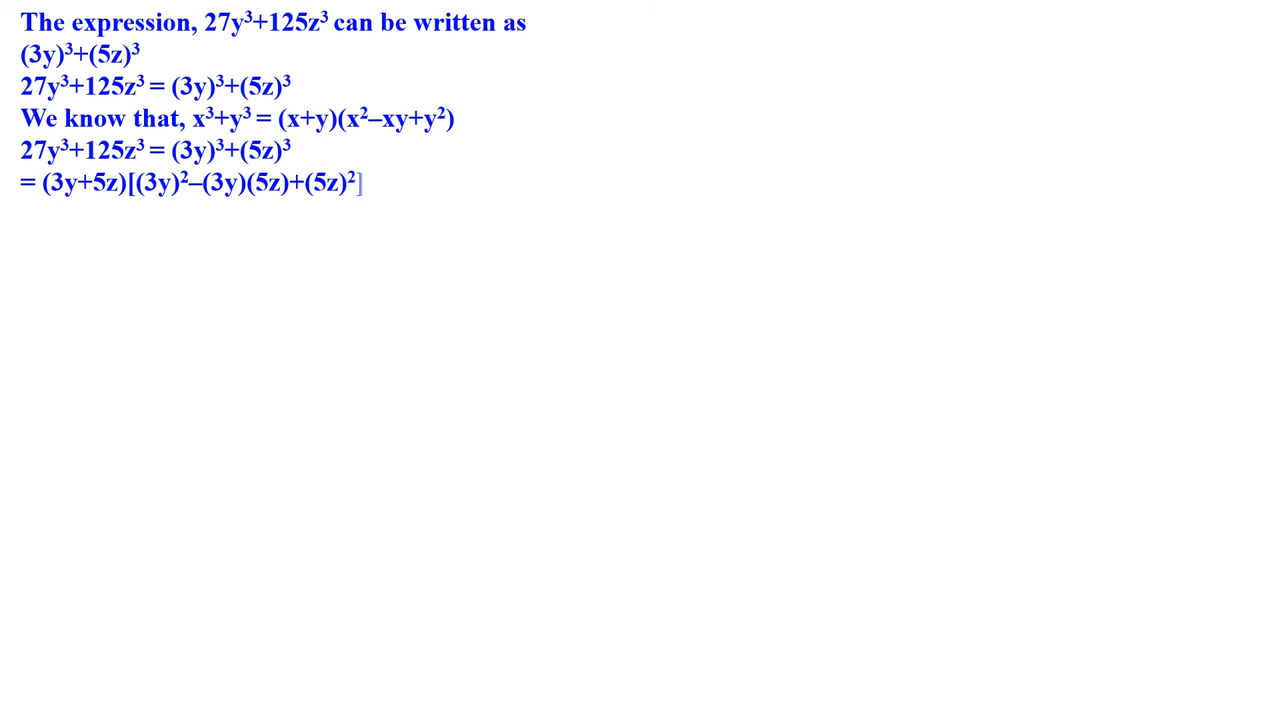 The expression, 27y³+125z³ can be written as
(3y)³+(5z)³
27y³+125z³ = (3y)³+(5z)³
We know that, x³+y³ = (x+y)(x²–xy+y²)
27y³+125z³ = (3y)³+(5z)³
= (3y+5z)[(3y)²–(3y)(5z)+(5z)²]